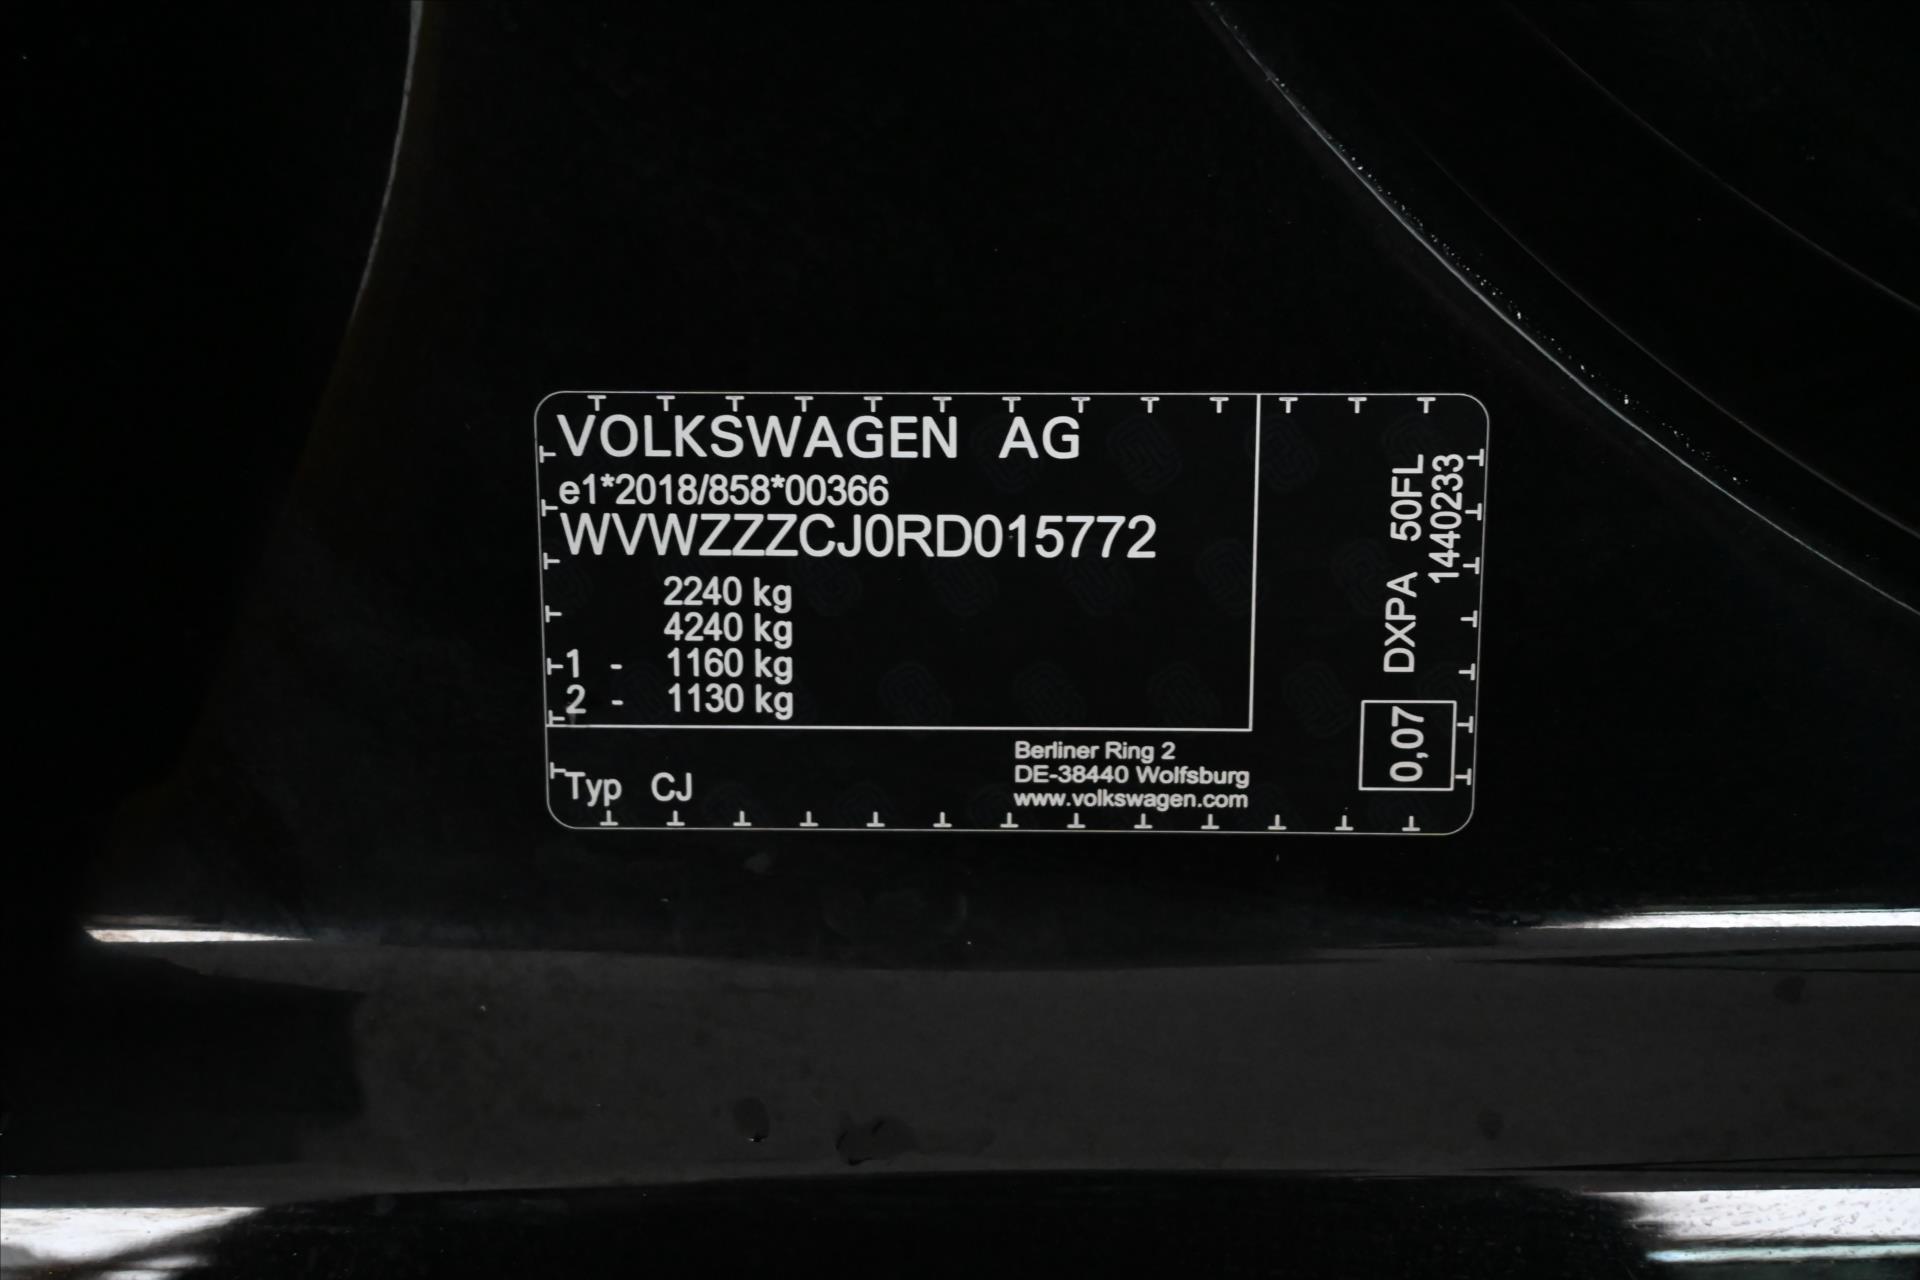 VOLKSWAGEN AG
e1*2018/858*00366
WVWZZZCJ0RD015772
2240 kg
4240 kg
1 - 1160 kg
2 - 1130 kg
Typ CJ
Berliner Ring 2
DE-38440 Wolfsburg
www.volkswagen.com
DXPA 50FL
1440233
0,07